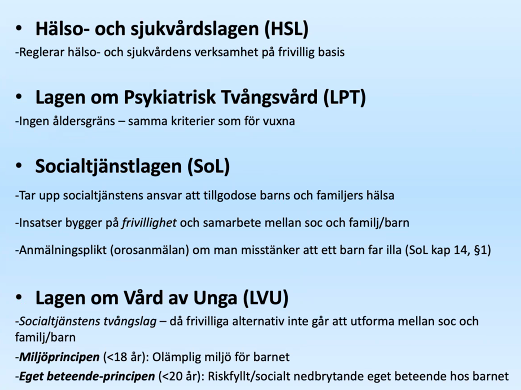 • Hälso- och sjukvårdslagen (HSL)
-Reglerar hälso- och sjukvårdens verksamhet på frivillig basis
• Lagen om Psykiatrisk Tvångsvård (LPT)
-Ingen åldersgräns – samma kriterier som för vuxna
• Socialtjänstlagen (SoL)
-Tar upp socialtjänstens ansvar att tillgodose barns och familjers hälsa
-Insatser bygger på frivillighet och samarbete mellan soc och familj/barn
-Anmälningsplikt (orosanmälan) om man misstänker att ett barn far illa (SoL kap 14, §1)
• Lagen om Vård av Unga (LVU)
-Socialtjänstens tvångslag – då frivilliga alternativ inte går att utforma mellan soc och
familj/barn
-Miljöprincipen (<18 år): Olämplig miljö för barnet
-Eget beteende-principen (<20 år): Riskfyllt/socialt nedbrytande eget beteende hos barnet